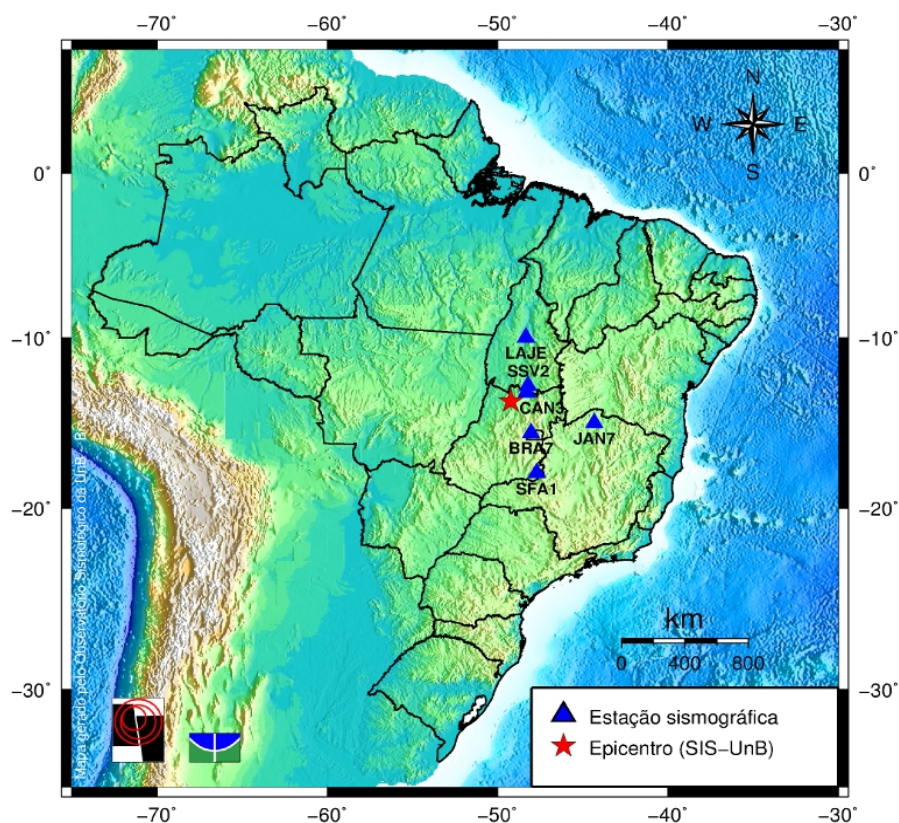 −70° −60° −50° −40° −30°
N
W E
S
0° 0°
−10° −10°
LAJE
SSV2
CAN3
BRA7 JAN7
SFA1
−20° −20°
km
0 400 800
−30° −30°
Estação sismográfica
Epicentro (SIS−UnB)
−70° −60° −50° −40° −30°
Mapa gerado pelo Observatório Sismológico da UnB